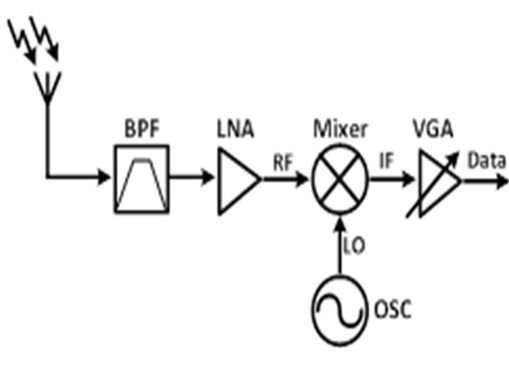 BPF
LNA
RF
Mixer
IF
VGA
Data
LO
OSC